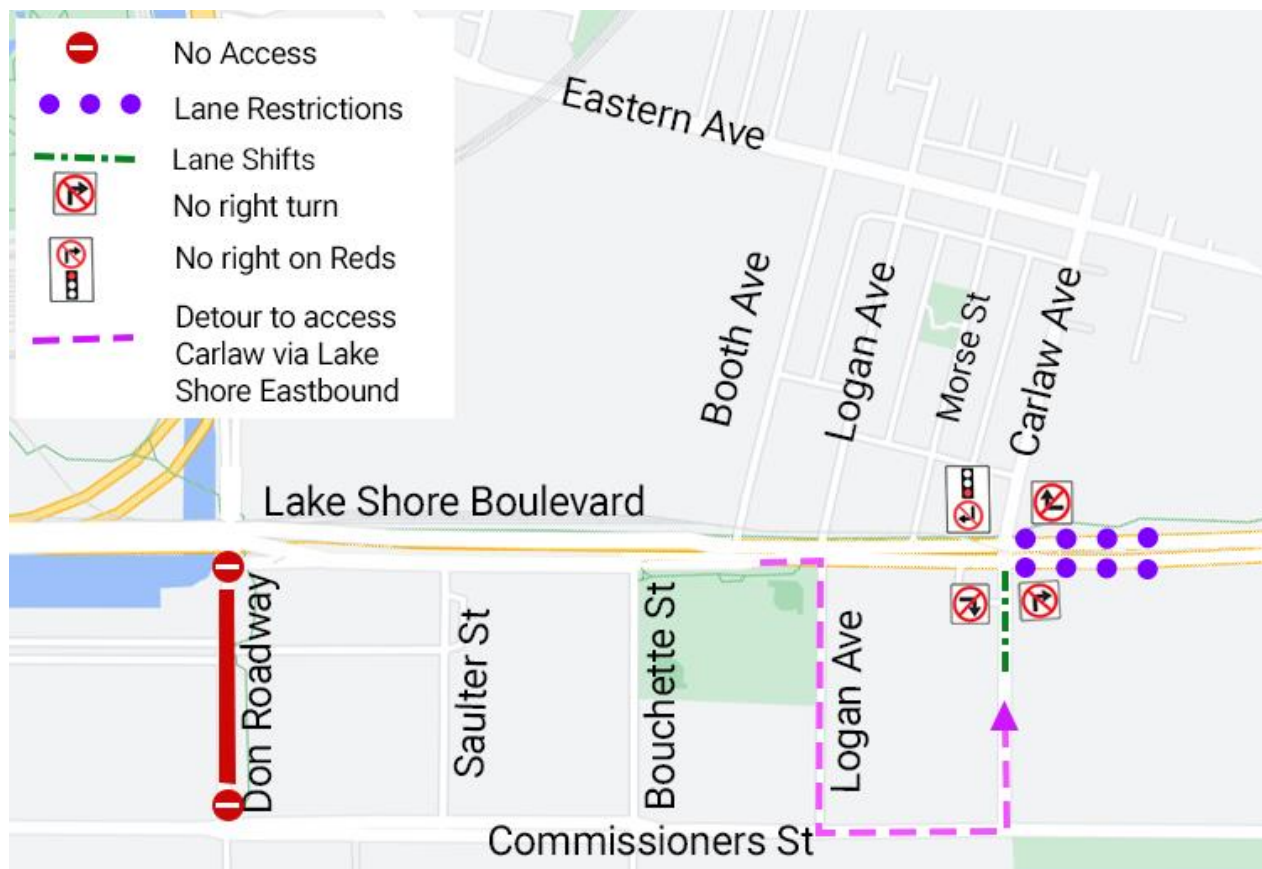 No Access
Lane Restrictions
Lane Shifts
No right turn
No right on Reds
Detour to access
Carlaw via Lake
Shore Eastbound
Eastern Ave
Booth Ave
Logan Ave
Morse St
Carlaw Ave
Lake Shore Boulevard
Don Roadway
Saulter St
Bouchette St
Logan Ave
Commissioners St